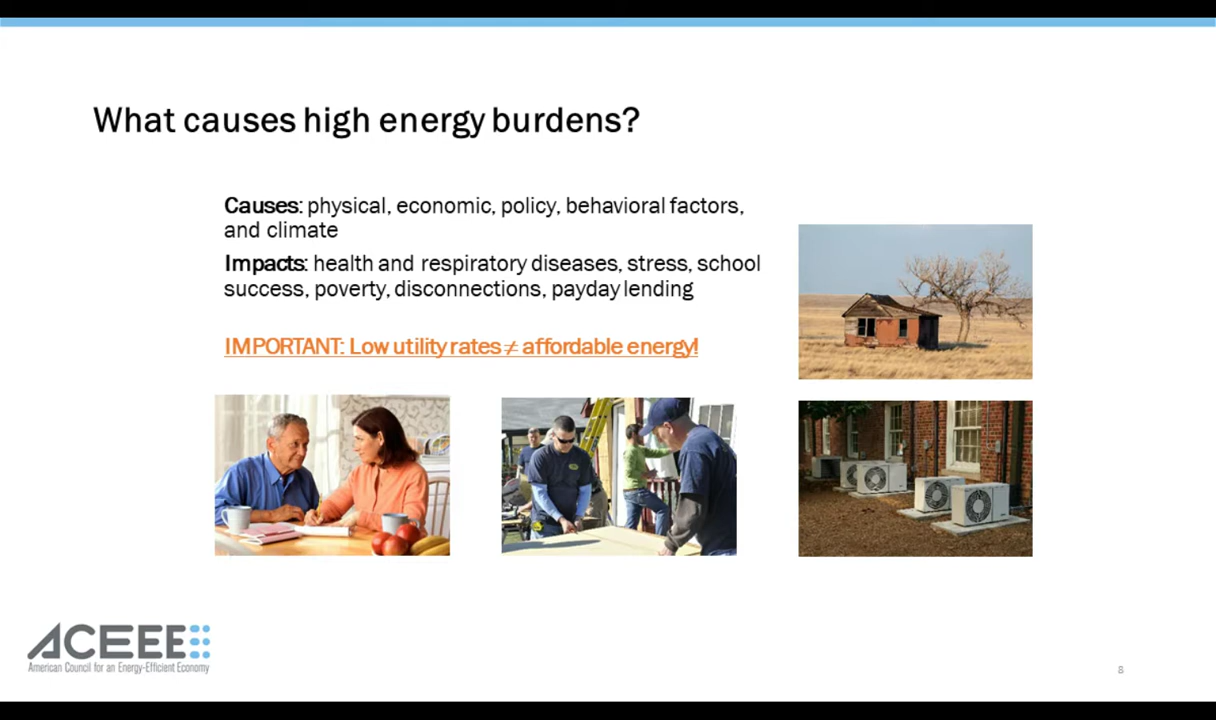 What causes high energy burdens?
Causes: physical, economic, policy, behavioral factors,
and climate
Impacts: health and respiratory diseases, stress, school
success, poverty, disconnections, payday lending
IMPORTANT: Low utility rates ≠ affordable energy!
ACEEE
American Council for an Energy-Efficient Economy
8